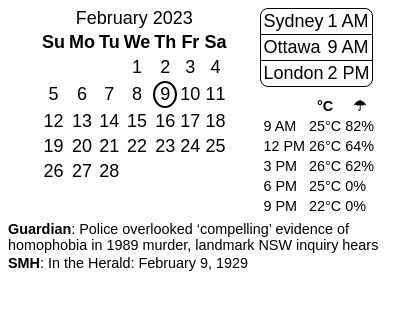 February 2023
Su Mo Tu We Th Fr Sa
1 2 3 4
5 6 7 8 9 10 11
12 13 14 15 16 17 18
19 20 21 22 23 24 25
26 27 28
Sydney 1 AM
Ottawa 9 AM
London 2 PM
°C ☂
9 AM 25°C 82%
12 PM 26°C 64%
3 PM 26°C 62%
6 PM 25°C 0%
9 PM 22°C 0%
Guardian: Police overlooked ‘compelling’ evidence of
homophobia in 1989 murder, landmark NSW inquiry hears
SMH: In the Herald: February 9, 1929